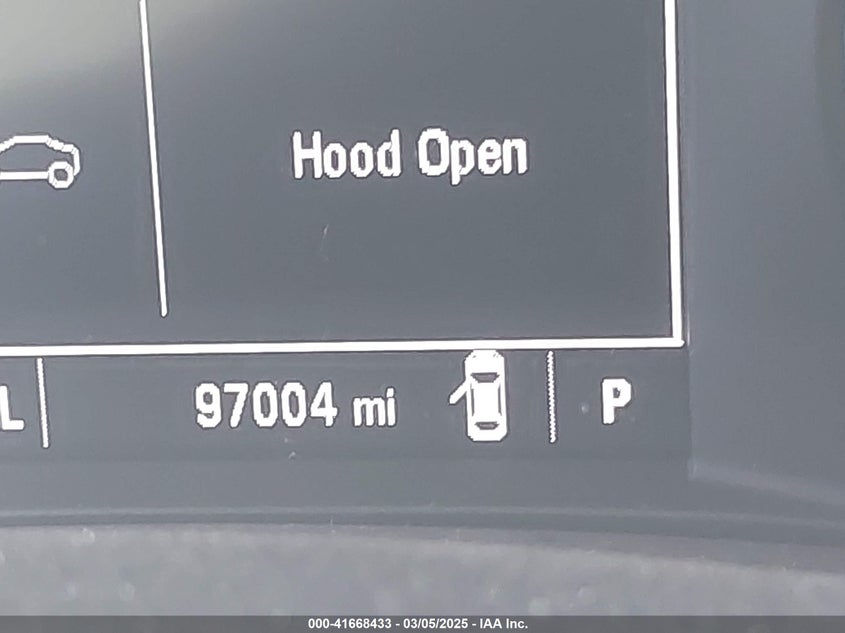 Hood Open
L
97004 mi
P
000-41668433 - 03/05/2025 - IAA Inc.